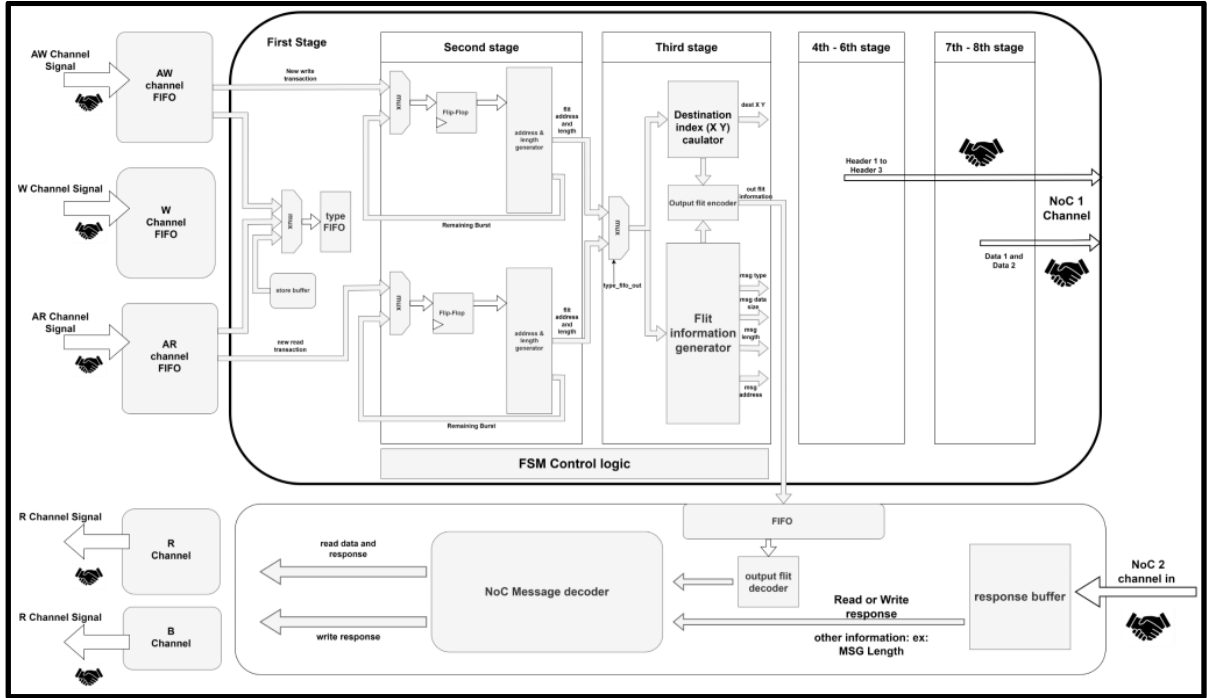 AW Channel
Signal
AW
channel
FIFO
W Channel Signal
W
Channel
FIFO
AR Channel
Signal
AR
channel
FIFO
First Stage
New write
transaction
mux
type
FIFO
store buffer
new read
transaction
Second stage
mux
Flip-Flop
address &
length
generator
flit
address
and
length
Remaining Burst
mux
Flip-Flop
address &
length
generator
flit
address
and
length
Remaining Burst
Third stage
mux
type_fifo_out
Destination
index (X Y)
caulator
dest X Y
Output flit encoder
out flit
information
Flit
information
generator
msg type
msg data
size
msg
length
msg
address
FSM Control logic
4th - 6th stage
7th - 8th stage
Header 1 to
Header 3
Data 1 and
Data 2
NoC 1
Channel
R Channel Signal
R
Channel
R Channel Signal
B
Channel
read data and
response
write response
NoC Message decoder
FIFO
output flit
decoder
Read or Write
response
other information: ex:
MSG Length
response buffer
NoC 2
channel in